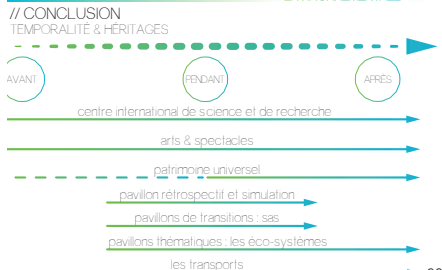 // CONCLUSION
TEMPORALITÉ & HÉRITAGES
AVANT PENDANT APRÈS
centre international de science et de recherche
arts & spectacles
patrimoine universel
pavillon rétrospectif et simulation
pavillons de transitions : sas
pavillons thématiques : les éco-systèmes
les transports